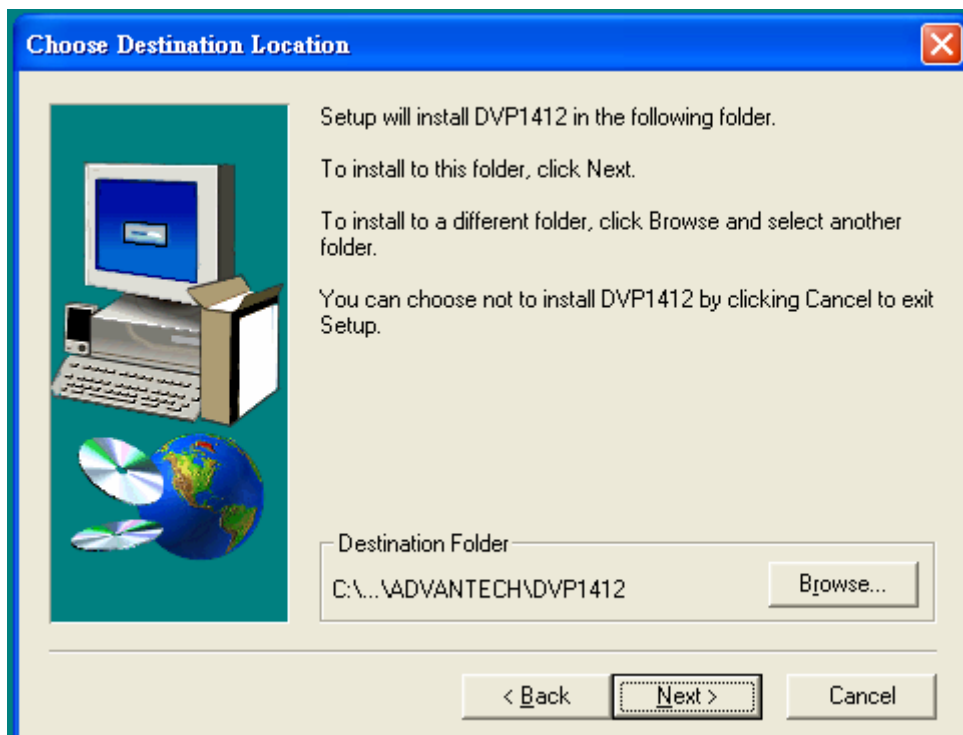 Choose Destination Location
Setup will install DVP1412 in the following folder.
To install to this folder, click Next.
To install to a different folder, click Browse and select another
folder.
You can choose not to install DVP1412 by clicking Cancel to exit
Setup.
Destination Folder
C:\...\ADVANTECH\DVP1412
Browse...
< Back
Next >
Cancel